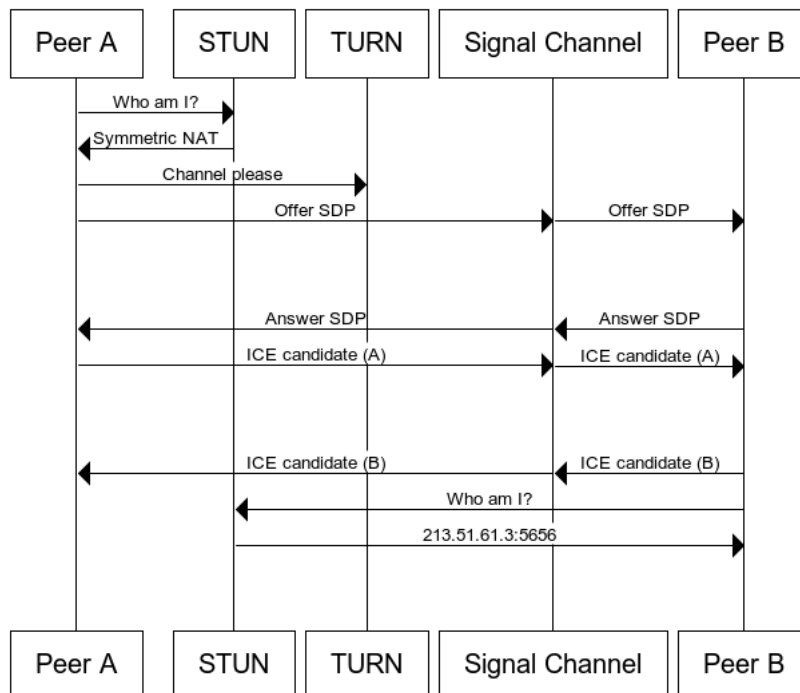 Peer A
STUN
TURN
Signal Channel
Peer B
Who am I?
Symmetric NAT
Channel please
Offer SDP
Offer SDP
Answer SDP
Answer SDP
ICE candidate (A)
ICE candidate (A)
ICE candidate (B)
ICE candidate (B)
Who am I?
213.51.61.3:5656
Peer A
STUN
TURN
Signal Channel
Peer B